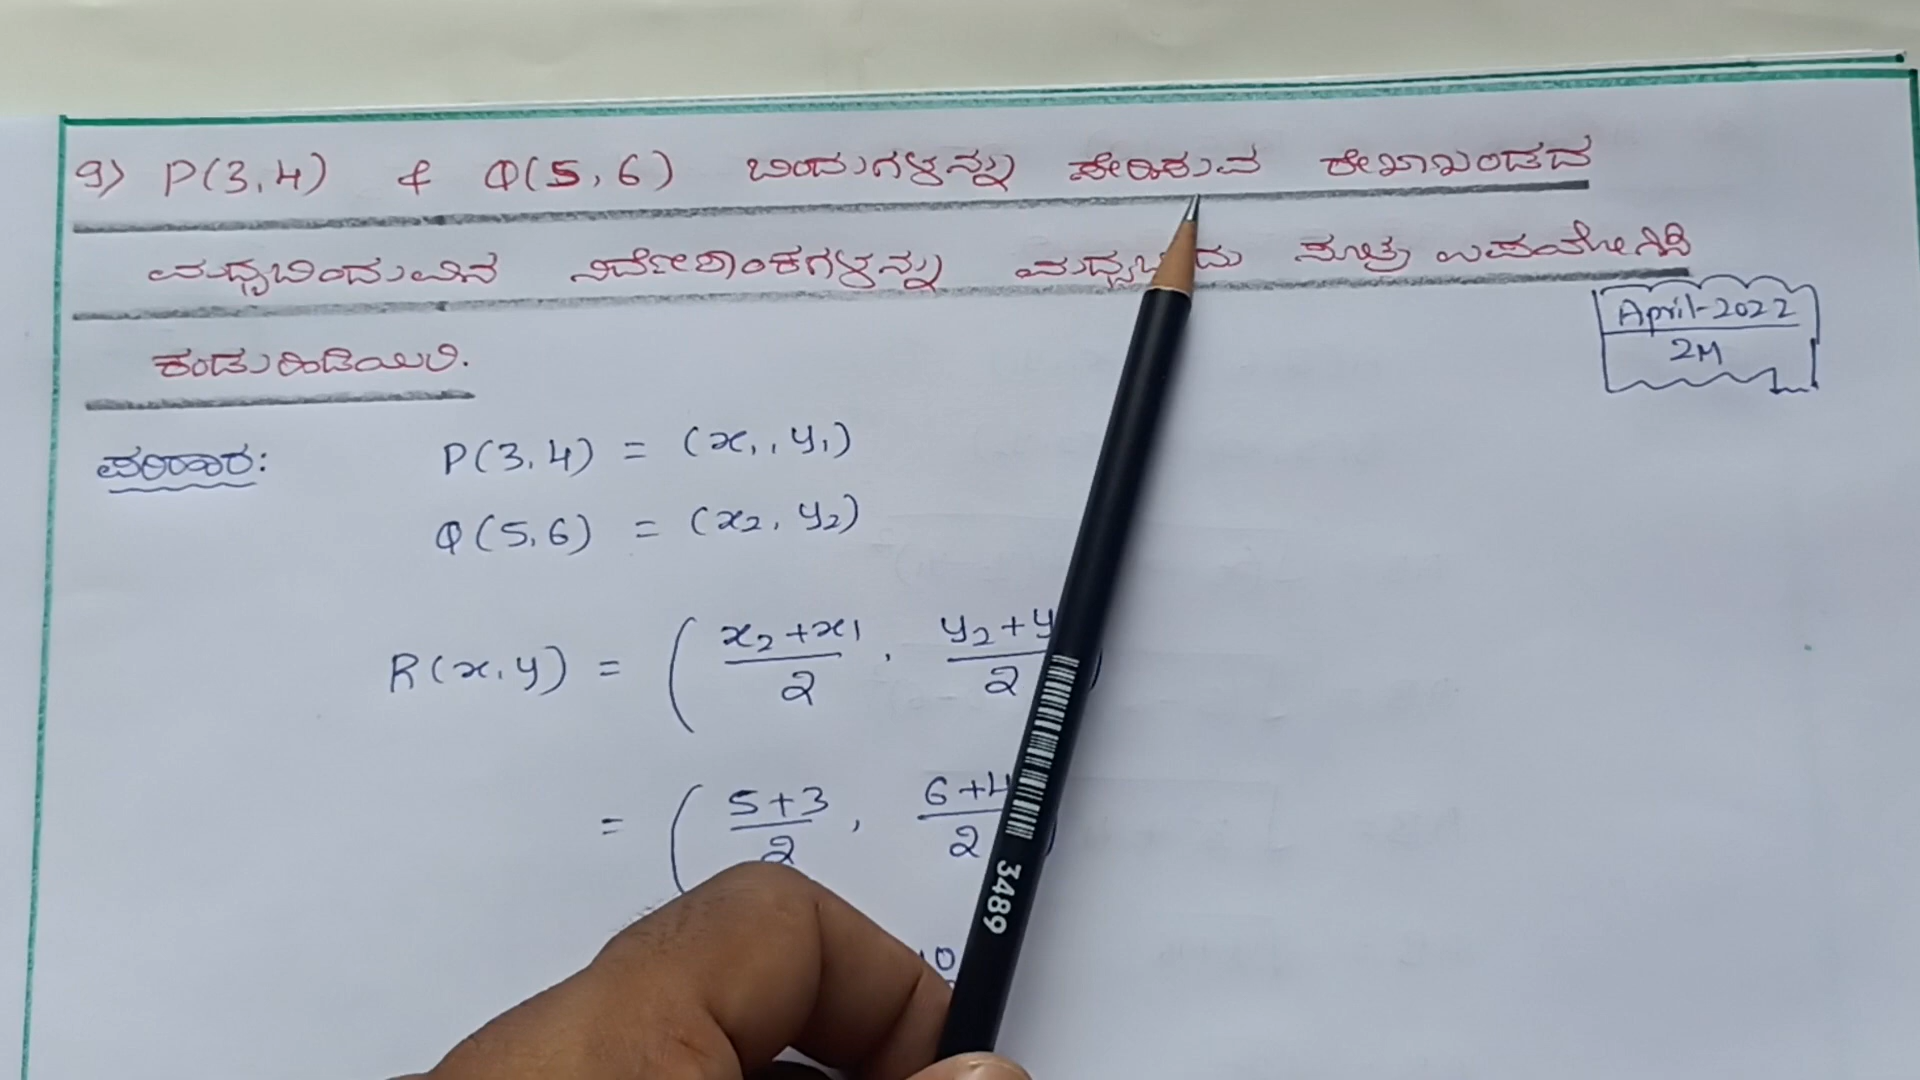 9) P(3,4) & Q(5,6) ಬಿಂದುಗಳನ್ನು ಸೇರಿಸುವ ರೇಖಾಖಂಡದ
ಮಧ್ಯಬಿಂದುವಿನ ನಿರ್ದೇಶಾಂಕಗಳನ್ನು ಸೂತ್ರ ಉಪಯೋಗಿಸಿ
ಕಂಡುಹಿಡಿಯಿರಿ.
April-2022
2M
ಪರಿಹಾರ: P(3,4) = (x₁, y₁)
Q(5,6) = (x₂, y₂)
R(x,y) = ( x₂+x₁/2 , y₂+y /2 )
= ( 5+3/2 , 6+4/2 )
10
3489